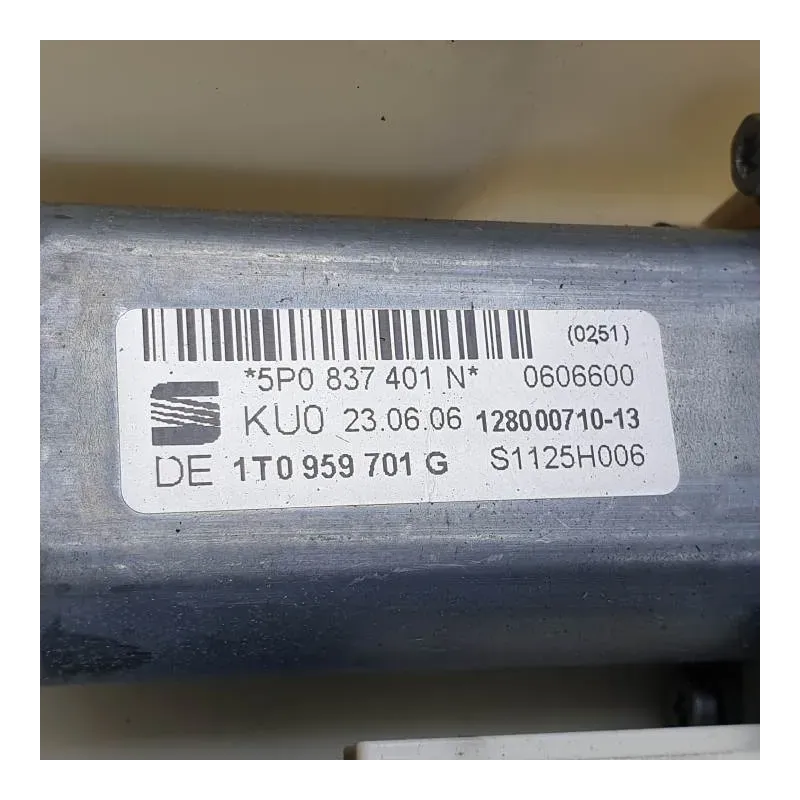 (0251)
*5P0 837 401 N* 0606600
KU0 23.06.06 128000710-13
DE 1T0 959 701 G S1125H006